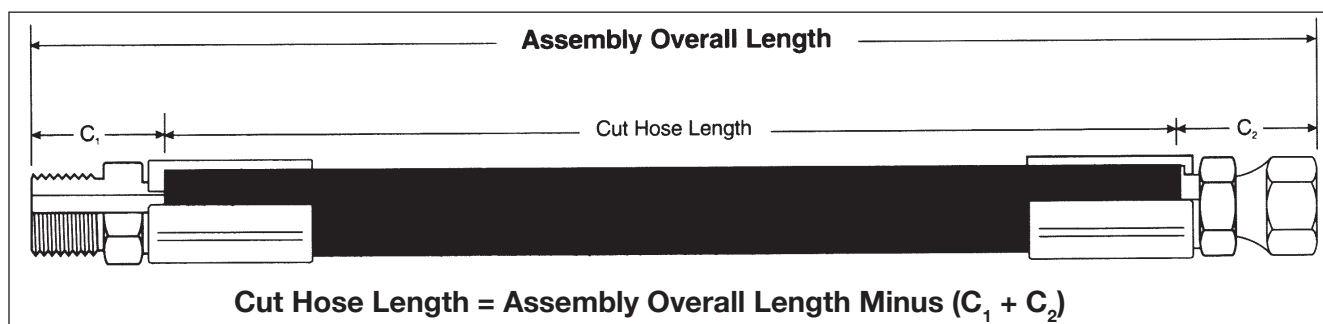 Assembly Overall Length
C₁ Cut Hose Length C₂
Cut Hose Length = Assembly Overall Length Minus (C₁ + C₂)